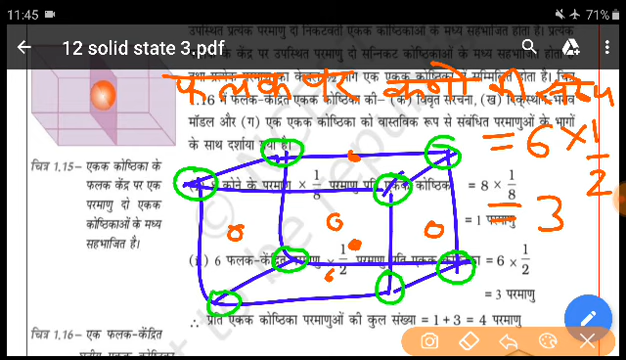 11:45
71%
12 solid state 3.pdf
उपस्थित प्रत्येक परमाणु दो निकटवर्ती एकक कोष्ठिकाओं के मध्य सहभाजित है।
के केंद्र पर उपस्थित परमाणु दो सन्निकट कोष्ठिकाओं के मध्य सहभाजित होता
फलक पर कणों की
1.16 में फलक-केंद्रित एकक कोष्ठिका की– (क) विवृत संरचना, (ख)
मॉडल और (ग) एक एकक कोष्ठिका को वास्तविक रूप से संबंधित परमाणुओं के भागों
के साथ दर्शाया गया है।
= 6 × 1/2
= 3
चित्र 1.15– एकक कोष्ठिका के
फलक केंद्र पर एक
परमाणु दो एकक
कोष्ठिकाओं के मध्य
सहभाजित है।
कोने के परमाणु × 1/8 परमाणु प्रति एकक कोष्ठिका = 8 × 1/8
= 1 परमाणु
(ii) 6 फलक-केंद्रित परमाणु × 1/2 परमाणु प्रति एकक = 6 × 1/2
= 3 परमाणु
∴ प्रति एकक कोष्ठिका परमाणुओं की कुल संख्या = 1 + 3 = 4 परमाणु
चित्र 1.16– एक फलक-केंद्रित